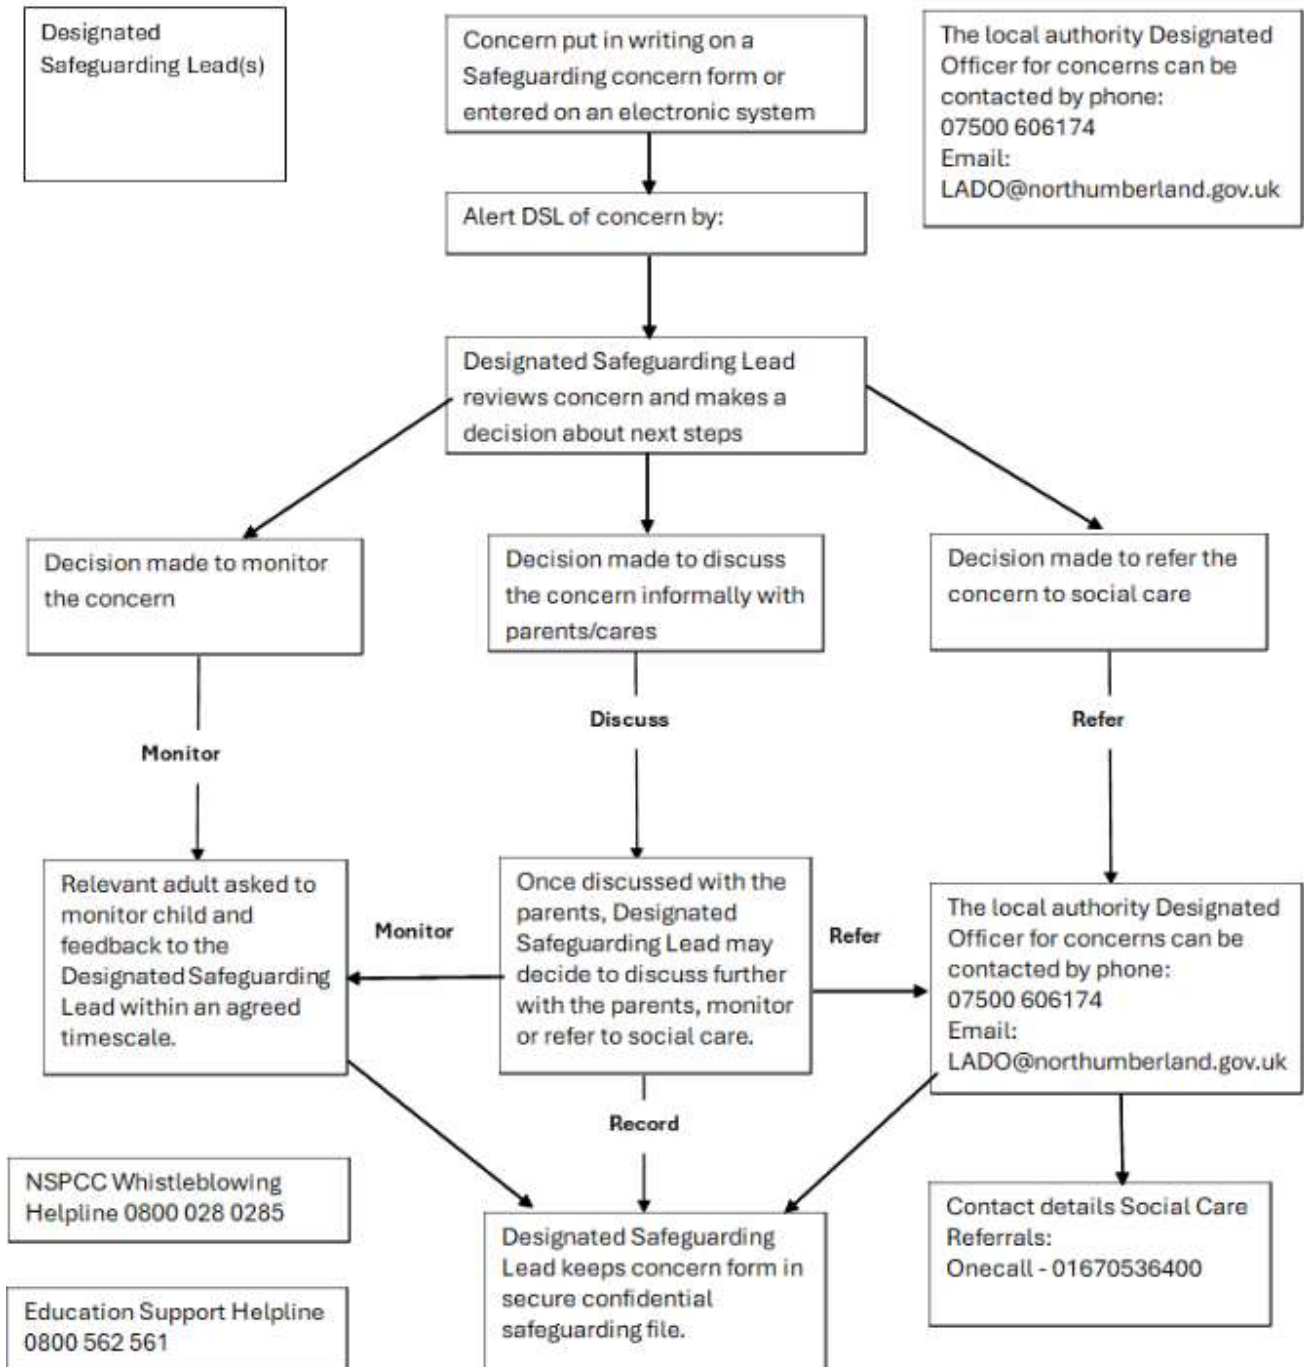 Designated
Safeguarding Lead(s)
Concern put in writing on a
Safeguarding concern form or
entered on an electronic system
The local authority Designated
Officer for concerns can be
contacted by phone:
07500 606174
Email:
LADO@northumberland.gov.uk
Alert DSL of concern by:
Designated Safeguarding Lead
reviews concern and makes a
decision about next steps
Decision made to monitor
the concern
Decision made to discuss
the concern informally with
parents/cares
Decision made to refer the
concern to social care
Monitor
Discuss
Refer
Relevant adult asked to
monitor child and
feedback to the
Designated Safeguarding
Lead within an agreed
timescale.
Monitor
Once discussed with the
parents, Designated
Safeguarding Lead may
decide to discuss further
with the parents, monitor
or refer to social care.
Refer
The local authority Designated
Officer for concerns can be
contacted by phone:
07500 606174
Email:
LADO@northumberland.gov.uk
Record
NSPCC Whistleblowing
Helpline 0800 028 0285
Education Support Helpline
0800 562 561
Designated Safeguarding
Lead keeps concern form in
secure confidential
safeguarding file.
Contact details Social Care
Referrals:
Onecall - 01670536400